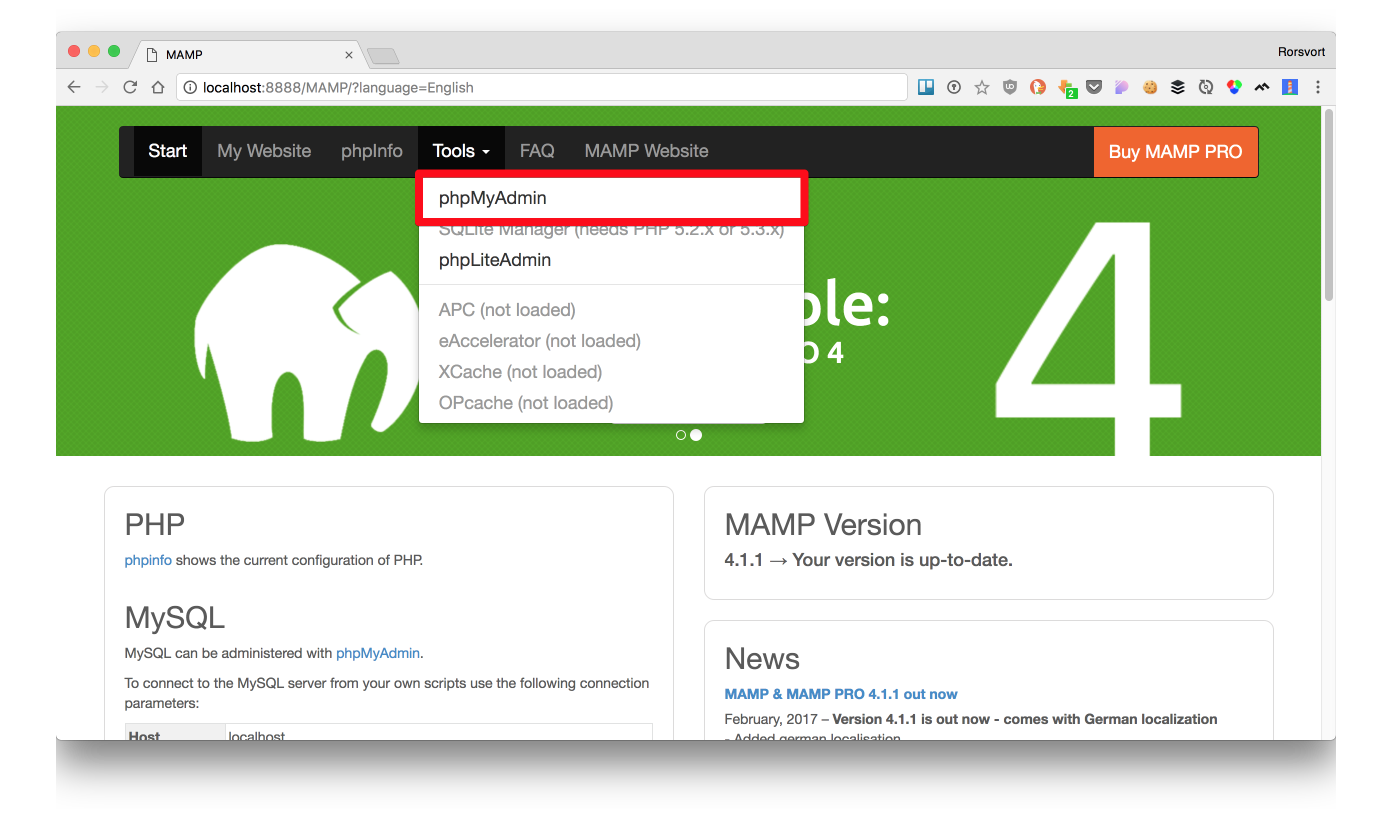 MAMP
Rorsvort
localhost:8888/MAMP/?language=English
2
Start My Website phpInfo Tools FAQ MAMP Website Buy MAMP PRO
phpMyAdmin
SQLite Manager (needs PHP 5.2.x or 5.3.x)
phpLiteAdmin
APC (not loaded)
eAccelerator (not loaded)
XCache (not loaded)
OPcache (not loaded)
ple:
O 4
4
PHP
phpinfo shows the current configuration of PHP.
MySQL
MySQL can be administered with phpMyAdmin.
To connect to the MySQL server from your own scripts use the following connection
parameters:
Host localhost
MAMP Version
4.1.1 → Your version is up-to-date.
News
MAMP & MAMP PRO 4.1.1 out now
February, 2017 – Version 4.1.1 is out now - comes with German localization
- Added german localisation